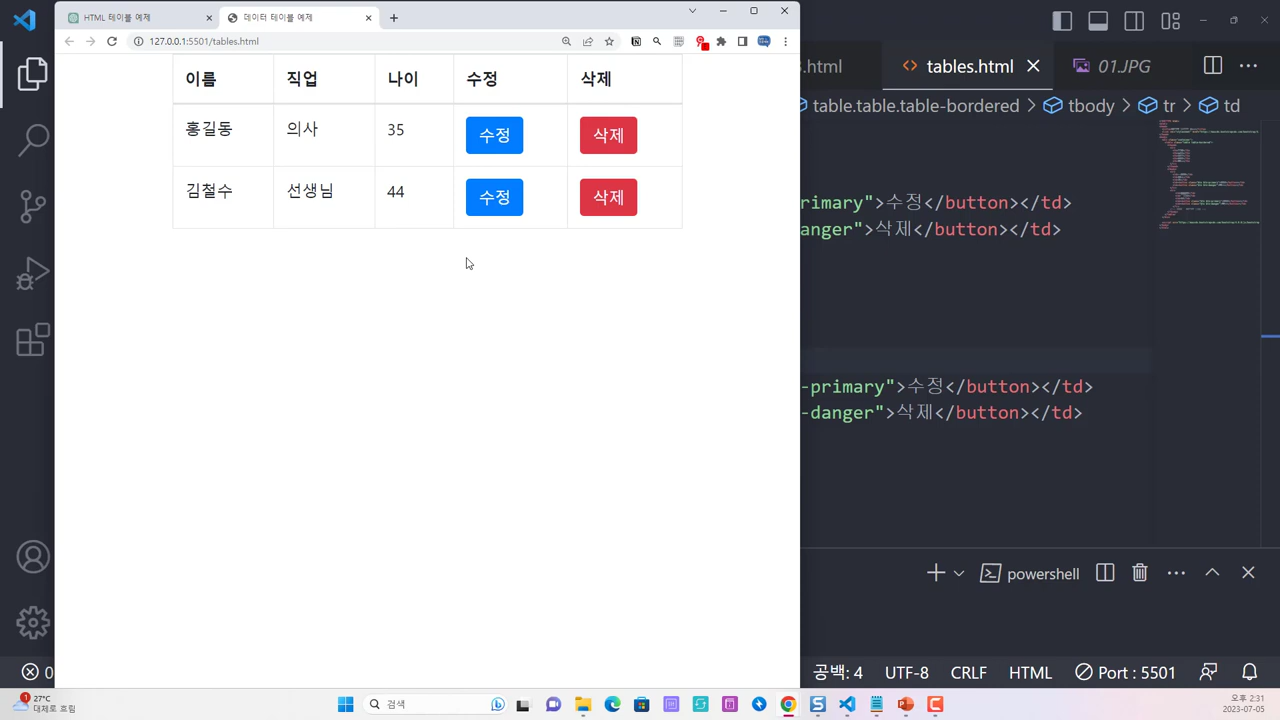 HTML 테이블 예제
데이터 테이블 예제
127.0.0.1:5501/tables.html
이름 직업 나이 수정 삭제
홍길동 의사 35 수정 삭제
김철수 선생님 44 수정 삭제
.html
tables.html
01.JPG
table.table.table-bordered
tbody
tr
td
primary">수정</button></td>
anger">삭제</button></td>
-primary">수정</button></td>
-danger">삭제</button></td>
powershell
0
공백: 4
UTF-8
CRLF
HTML
Port : 5501
1
27°C
대체로 흐림
검색
오후 2:31
2023-07-05